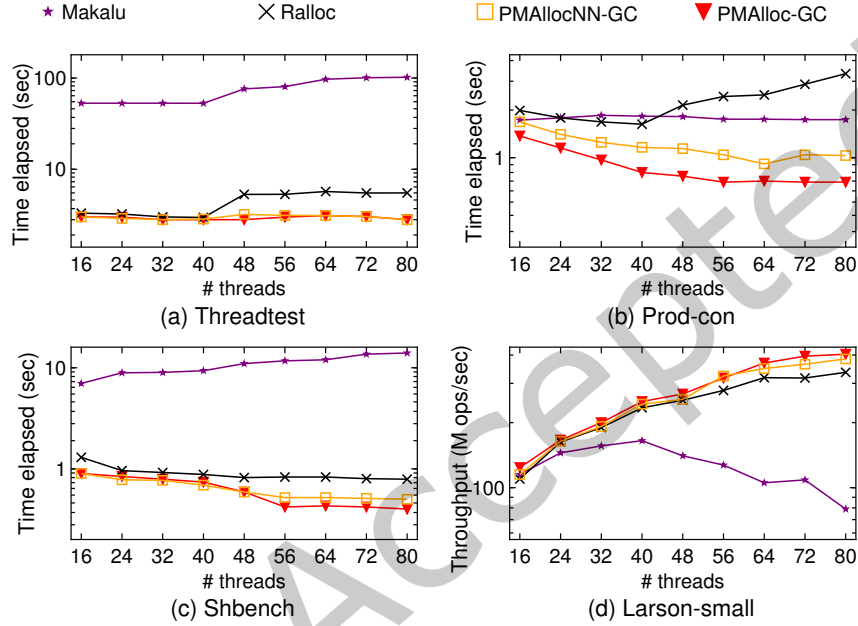 Makalu Ralloc PMAllocNN-GC PMAlloc-GC
Time elapsed (sec)
100
10
16 24 32 40 48 56 64 72 80
# threads
(a) Threadtest
Time elapsed (sec)
1
16 24 32 40 48 56 64 72 80
# threads
(b) Prod-con
Time elapsed (sec)
10
1
16 24 32 40 48 56 64 72 80
# threads
(c) Shbench
Throughput (M ops/sec)
100
16 24 32 40 48 56 64 72 80
# threads
(d) Larson-small
Accepted